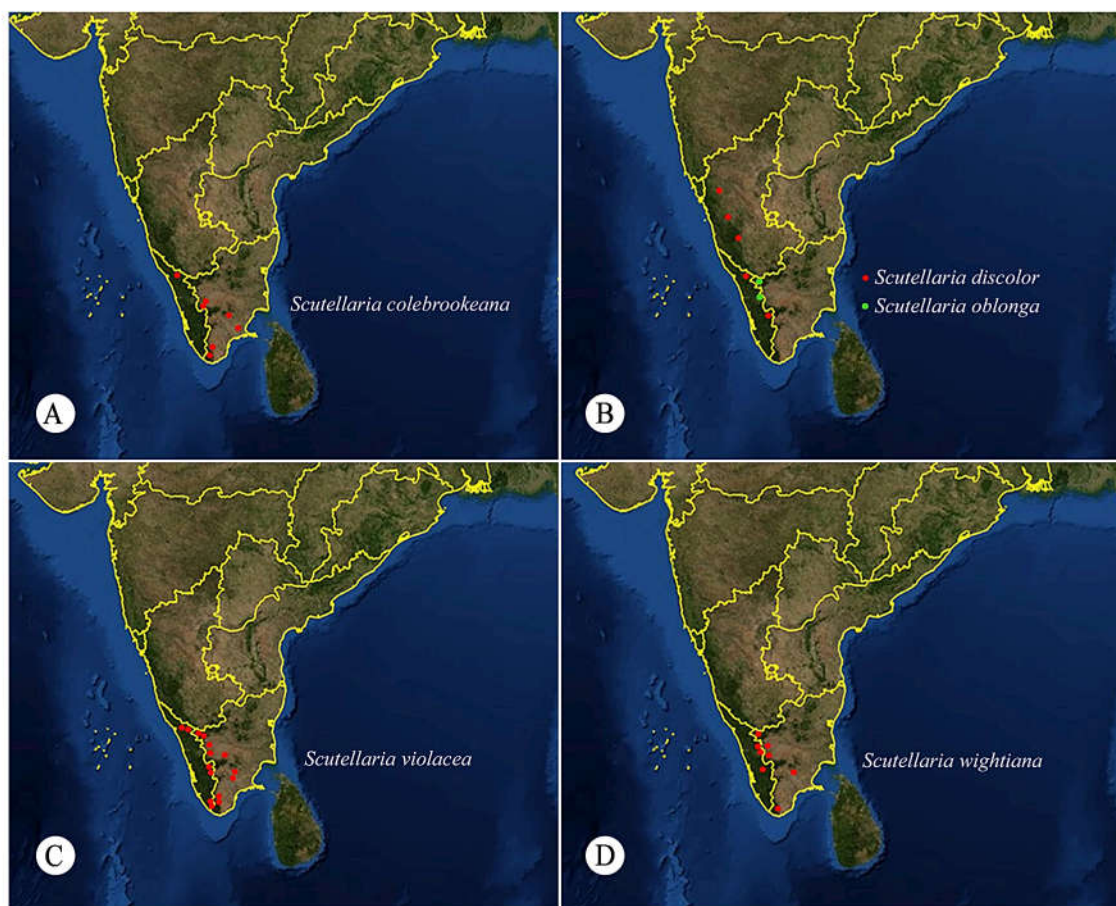 Scutellaria colebrookeana
A
Scutellaria discolor
Scutellaria oblonga
B
Scutellaria violacea
C
Scutellaria wightiana
D